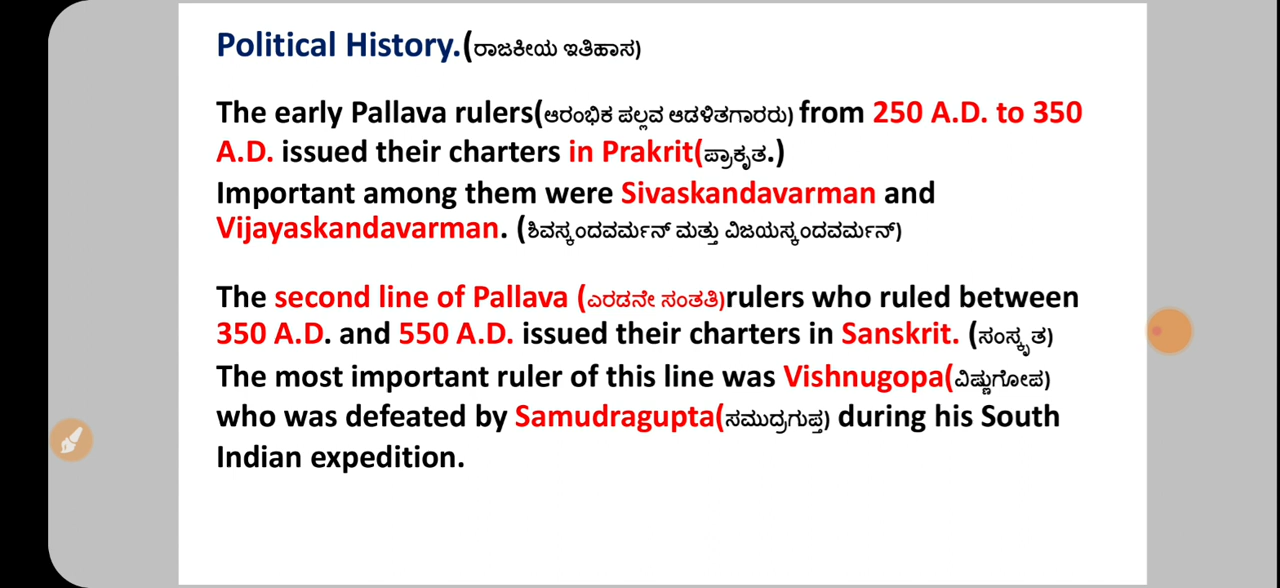 Political History.(ರಾಜಕೀಯ ಇತಿಹಾಸ)
The early Pallava rulers(ಆರಂಭಿಕ ಪಲ್ಲವ ಆಡಳಿತಗಾರರು) from 250 A.D. to 350
A.D. issued their charters in Prakrit(ಪ್ರಾಕೃತ.)
Important among them were Sivaskandavarman and
Vijayaskandavarman. (ಶಿವಸ್ಕಂದವರ್ಮನ್ ಮತ್ತು ವಿಜಯಸ್ಕಂದವರ್ಮನ್)
The second line of Pallava (ಎರಡನೇ ಸಂತತಿ)rulers who ruled between
350 A.D. and 550 A.D. issued their charters in Sanskrit. (ಸಂಸ್ಕೃತ)
The most important ruler of this line was Vishnugopa(ವಿಷ್ಣುಗೋಪ)
who was defeated by Samudragupta(ಸಮುದ್ರಗುಪ್ತ) during his South
Indian expedition.